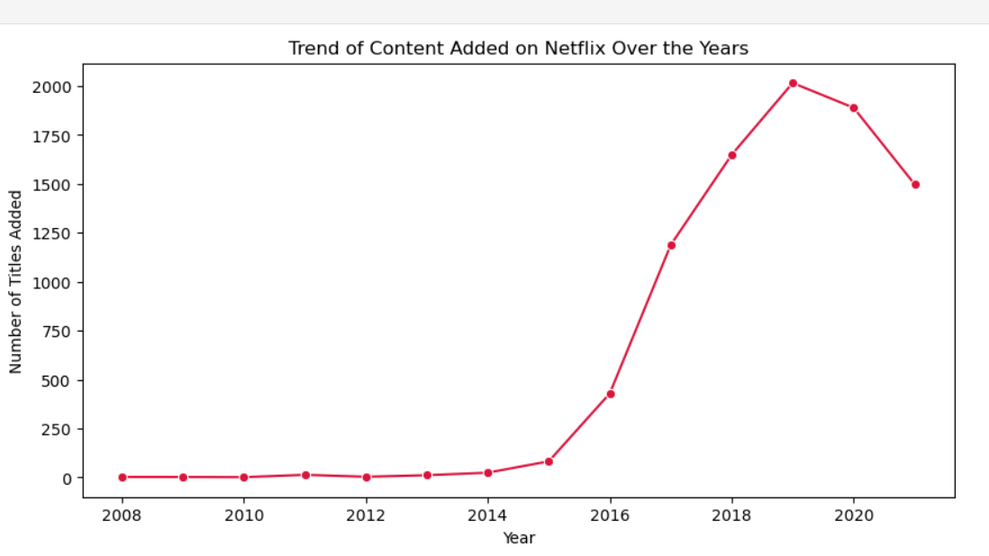 Trend of Content Added on Netflix Over the Years
2000
1750
1500
1250
1000
750
500
250
0
Number of Titles Added
2008 2010 2012 2014 2016 2018 2020
Year